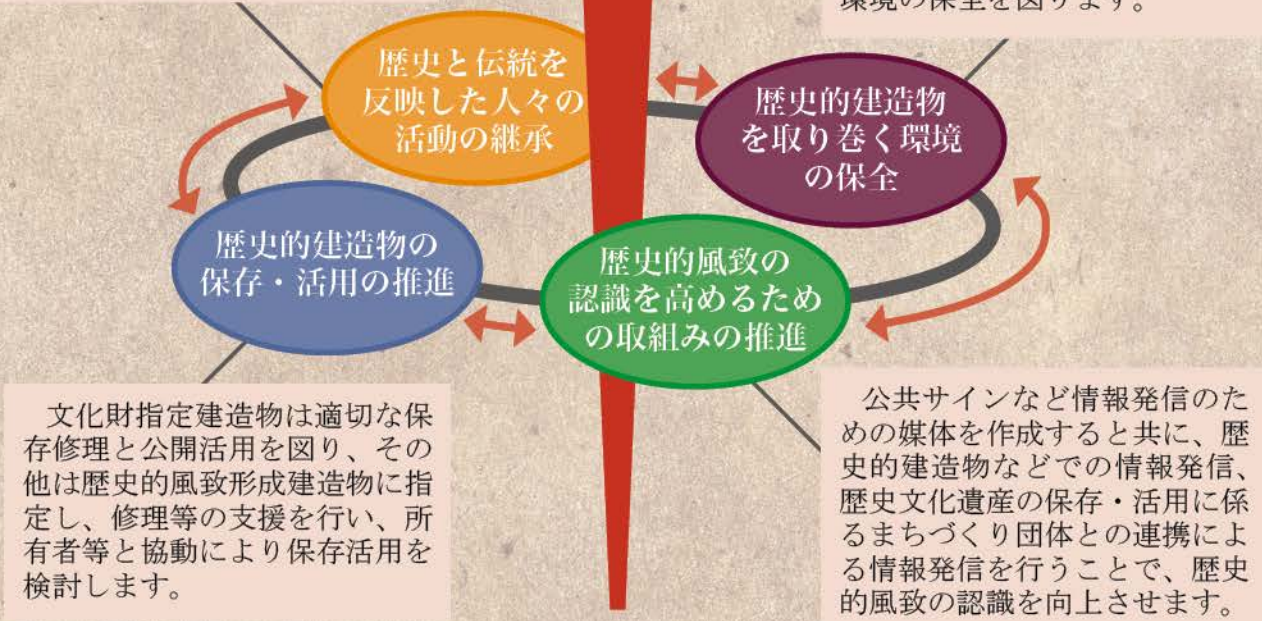 環境の保全を図ります。
歴史と伝統を
反映した人々の
活動の継承
歴史的建造物
を取り巻く環境
の保全
歴史的建造物の
保存・活用の推進
歴史的風致の
認識を高めるため
の取組みの推進
文化財指定建造物は適切な保
存修理と公開活用を図り、その
他は歴史的風致形成建造物に指
定し、修理等の支援を行い、所
有者等と協動により保存活用を
検討します。
公共サインなど情報発信のた
めの媒体を作成すると共に、歴
史的建造物などでの情報発信、
歴史文化遺産の保存・活用に係
るまちづくり団体との連携によ
る情報発信を行うことで、歴史
的風致の認識を向上させます。